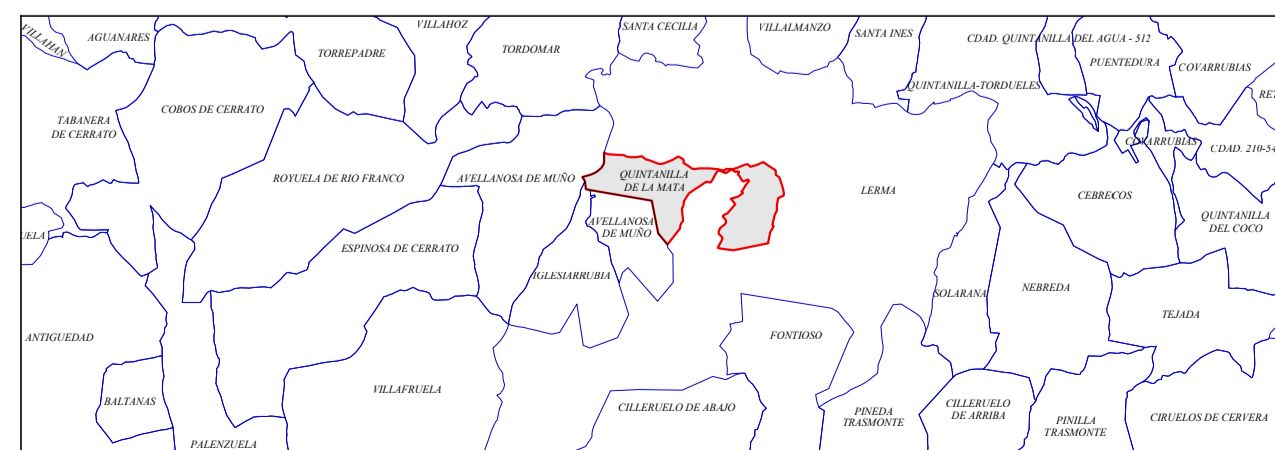 VILLAHAN
AGUANARES
VILLAHOZ
TORREPADRE
TORDOMAR
SANTA CECILIA
VILLALMANZO
SANTA INES
CDAD. QUINTANILLA DEL AGUA - 512
PUENTEDURA
COVARRUBIAS
QUINTANILLA-TORDUELES
RET
COBOS DE CERRATO
TABANERA
DE CERRATO
COVARRUBIAS
CDAD. 210-54
ROYUELA DE RIO FRANCO
AVELLANOSA DE MUÑO
QUINTANILLA
DE LA MATA
LERMA
CEBRECOS
QUINTANILLA
DEL COCO
AVELLANOSA
DE MUÑO
UELA
ESPINOSA DE CERRATO
IGLESIARRUBIA
SOLARANA
NEBREDA
TEJADA
ANTIGUEDAD
FONTIOSO
VILLAFRUELA
BALTANAS
CILLERUELO DE ABAJO
PINEDA
TRASMONTE
CILLERUELO
DE ARRIBA
PINILLA
TRASMONTE
CIRUELOS DE CERVERA
PALENZUELA